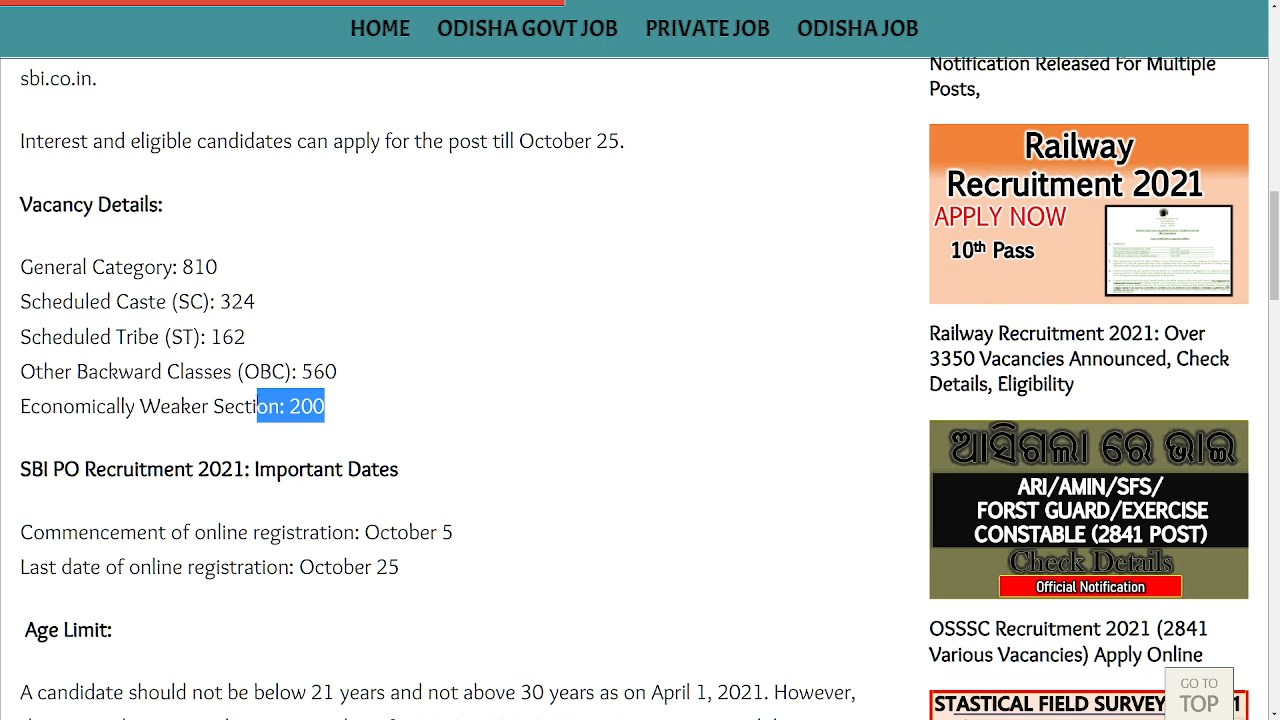 HOME ODISHA GOVT JOB PRIVATE JOB ODISHA JOB
sbi.co.in.
Interest and eligible candidates can apply for the post till October 25.
Vacancy Details:
General Category: 810
Scheduled Caste (SC): 324
Scheduled Tribe (ST): 162
Other Backward Classes (OBC): 560
Economically Weaker Section: 200
SBI PO Recruitment 2021: Important Dates
Commencement of online registration: October 5
Last date of online registration: October 25
Age Limit:
A candidate should not be below 21 years and not above 30 years as on April 1, 2021. However,
Notification Released For Multiple
Posts,
Railway
Recruitment 2021
APPLY NOW
10th Pass
Railway Recruitment 2021: Over
3350 Vacancies Announced, Check
Details, Eligibility
ଆସିଗଲା ରେ ଭାଇ
ARI/AMIN/SFS/
FORST GUARD/EXERCISE
CONSTABLE (2841 POST)
Check Details
Official Notification
OSSSC Recruitment 2021 (2841
Various Vacancies) Apply Online
GO TO
TOP
STASTICAL FIELD SURVEY